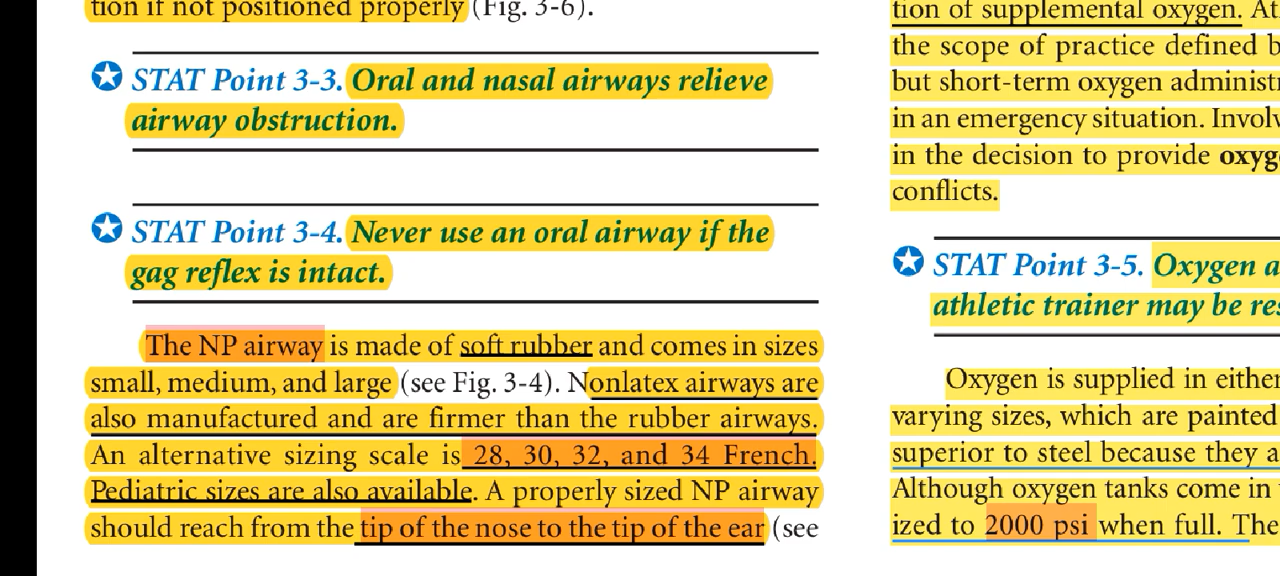 tion if not positioned properly (Fig. 3-6).
STAT Point 3-3. Oral and nasal airways relieve
airway obstruction.
STAT Point 3-4. Never use an oral airway if the
gag reflex is intact.
The NP airway is made of soft rubber and comes in sizes
small, medium, and large (see Fig. 3-4). Nonlatex airways are
also manufactured and are firmer than the rubber airways.
An alternative sizing scale is 28, 30, 32, and 34 French.
Pediatric sizes are also available. A properly sized NP airway
should reach from the tip of the nose to the tip of the ear (see
tion of supplemental oxygen. At
the scope of practice defined b
but short-term oxygen administ
in an emergency situation. Involv
in the decision to provide oxyg
conflicts.
STAT Point 3-5. Oxygen a
athletic trainer may be res
Oxygen is supplied in either
varying sizes, which are painted
superior to steel because they a
Although oxygen tanks come in
ized to 2000 psi when full. The